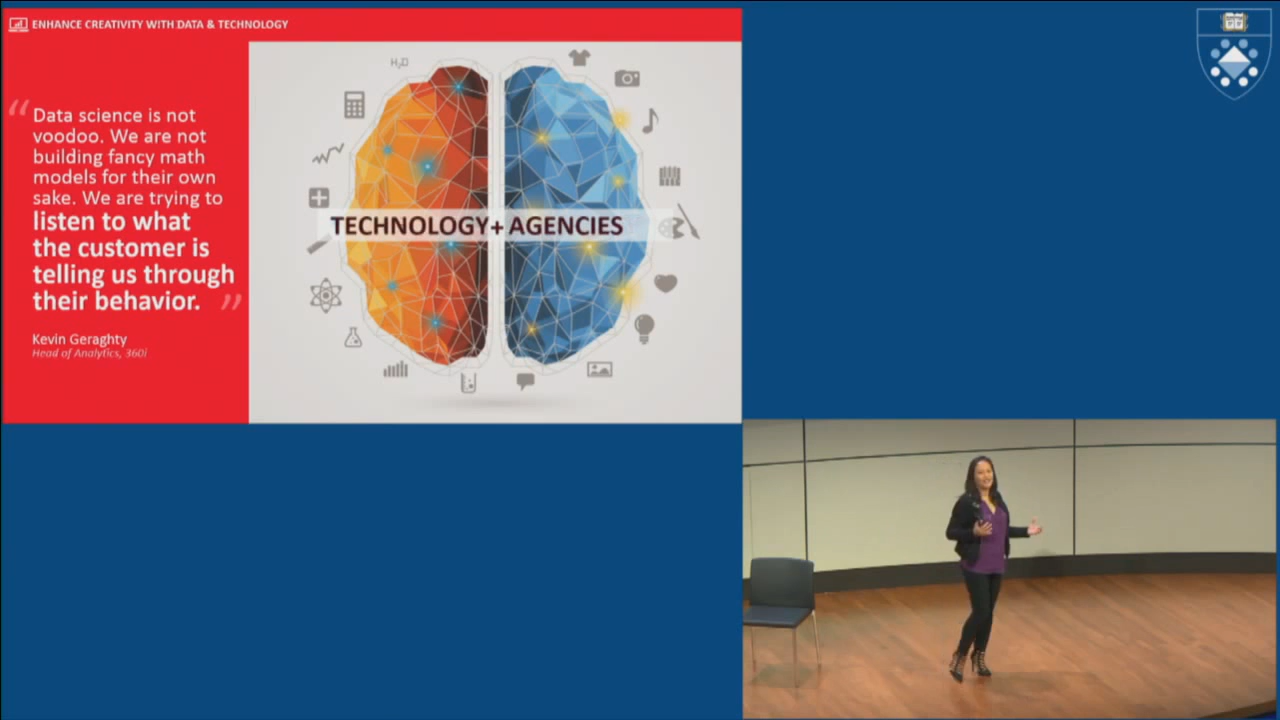 ENHANCE CREATIVITY WITH DATA & TECHNOLOGY
“ Data science is not
voodoo. We are not
building fancy math
models for their own
sake. We are trying to
listen to what
the customer is
telling us through
their behavior. ”
Kevin Geraghty
Head of Analytics, 360i
H₂O
TECHNOLOGY+ AGENCIES